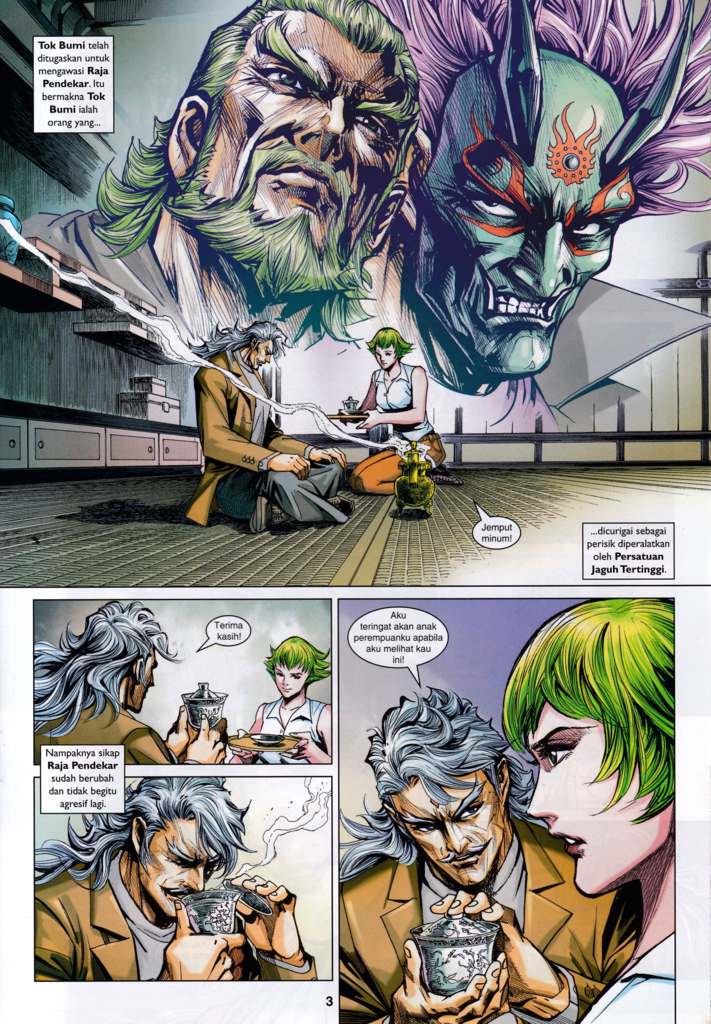 Tok Bumi telah
ditugaskan untuk
mengawasi Raja
Pendekar. Itu
bermakna Tok
Bumi ialah
orang yang...
Jemput
minum!
...dicurigai sebagai
perisik diperalatkan
oleh Persatuan
Jaguh Tertinggi.
Terima
kasih!
Nampaknya sikap
Raja Pendekar
sudah berubah
dan tidak begitu
agresif lagi.
Aku
teringat akan anak
perempuanku apabila
aku melihat kau
ini!
3